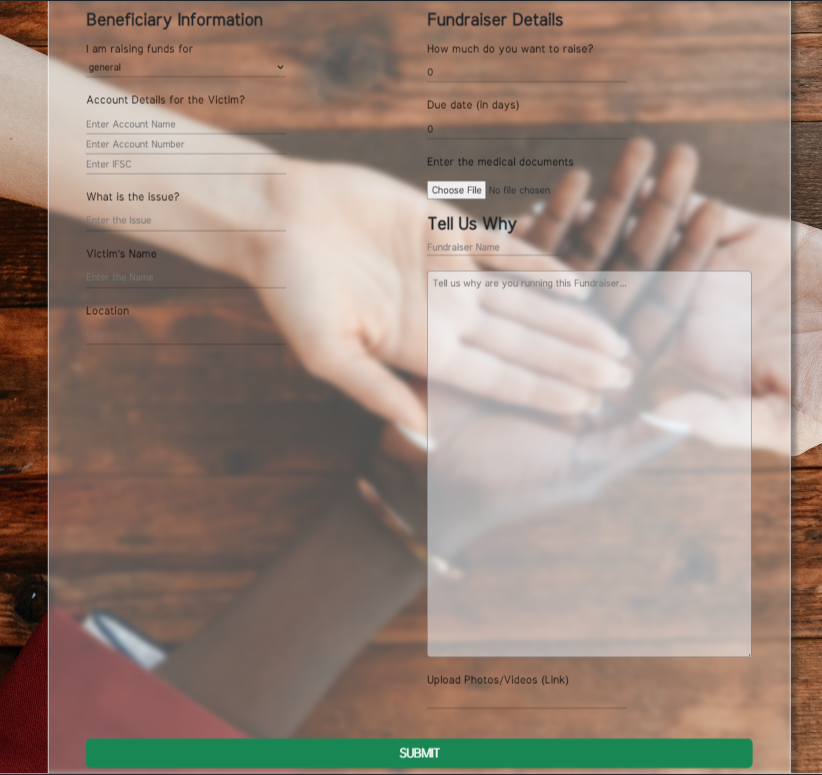 Beneficiary Information
I am raising funds for
general
Account Details for the Victim?
Enter Account Name
Enter Account Number
Enter IFSC
What is the issue?
Enter the Issue
Victim's Name
Enter the Name
Location
Fundraiser Details
How much do you want to raise?
0
Due date (in days)
0
Enter the medical documents
Choose File No file chosen
Tell Us Why
Fundraiser Name
Tell us why are you running this Fundraiser...
Upload Photos/Videos (Link)
SUBMIT